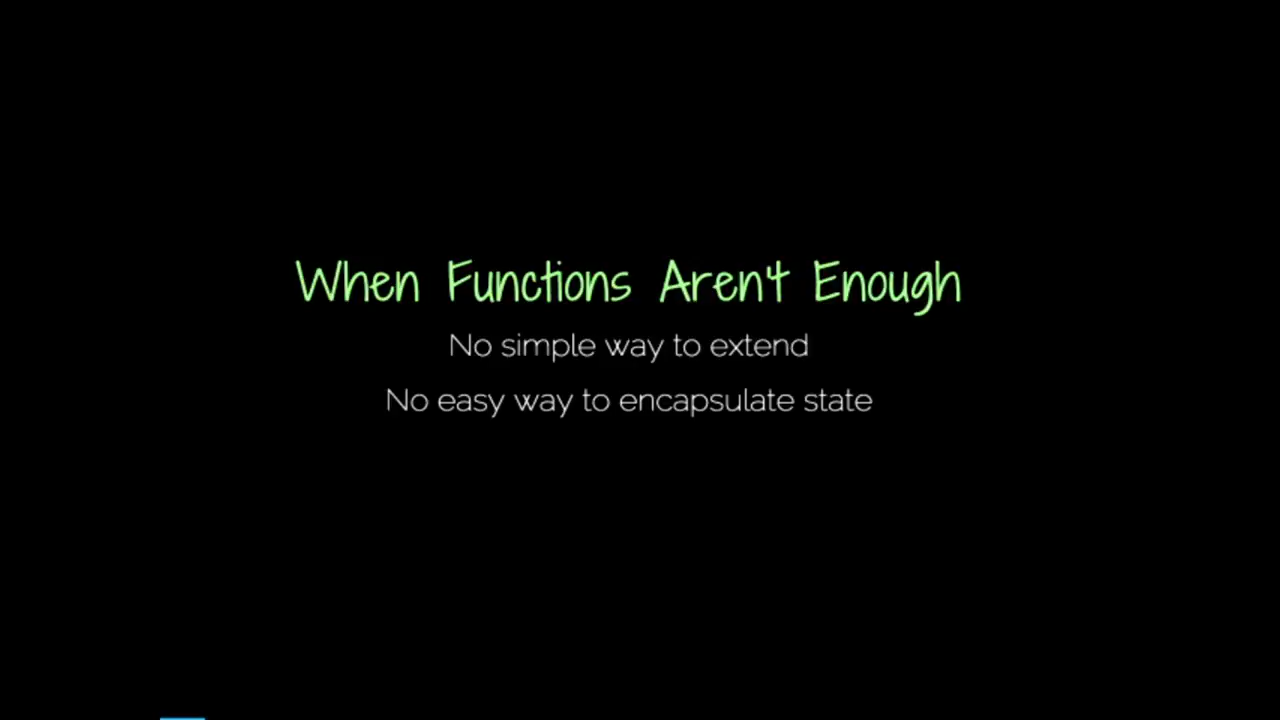 When Functions Aren't Enough
No simple way to extend
No easy way to encapsulate state